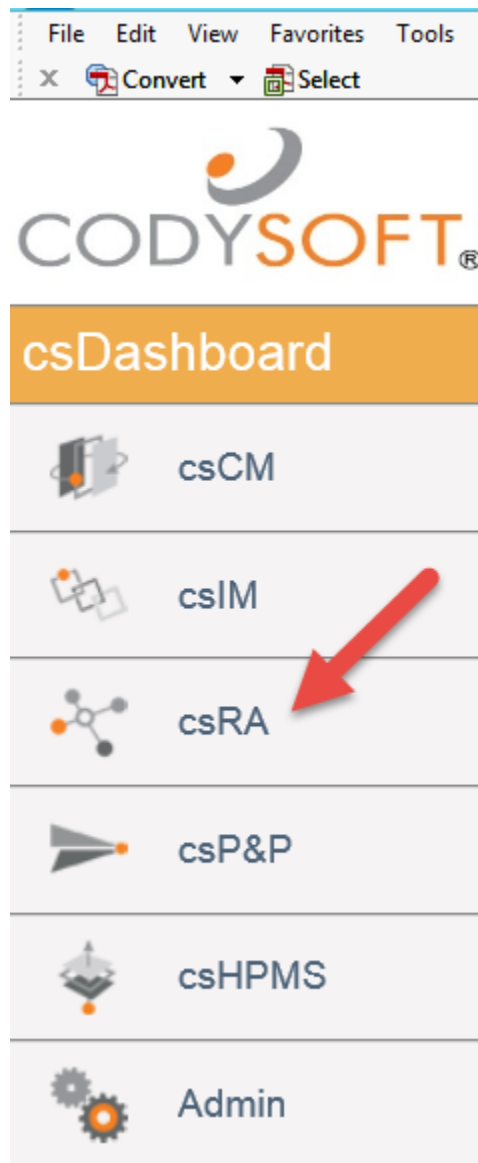 File Edit View Favorites Tools
x Convert Select
CODYSOFT®
csDashboard
csCM
csIM
csRA
csP&P
csHPMS
Admin